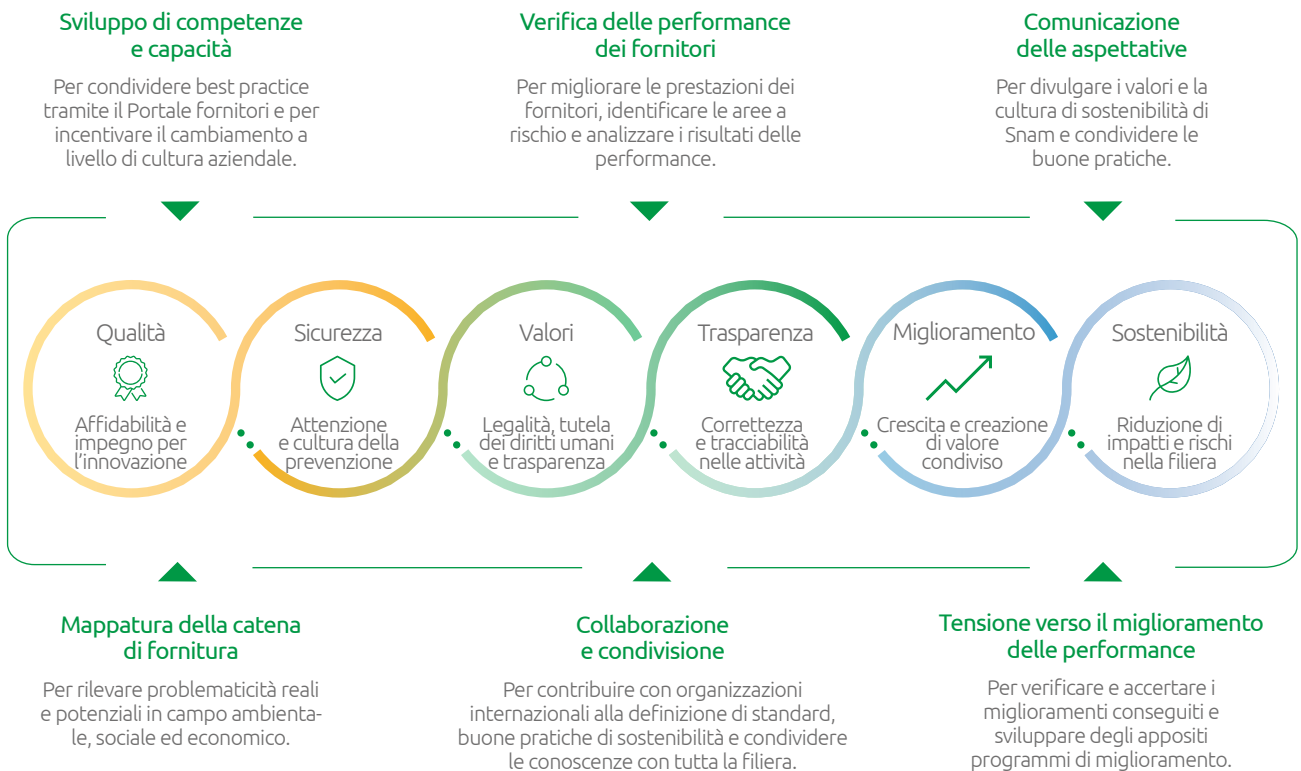 Sviluppo di competenze
e capacità
Per condividere best practice
tramite il Portale fornitori e per
incentivare il cambiamento a
livello di cultura aziendale.
Verifica delle performance
dei fornitori
Per migliorare le prestazioni dei
fornitori, identificare le aree a
rischio e analizzare i risultati delle
performance.
Comunicazione
delle aspettative
Per divulgare i valori e la
cultura di sostenibilità di
Snam e condividere le
buone pratiche.
Qualità
Affidabilità e
impegno per
l'innovazione
Sicurezza
Attenzione
e cultura della
prevenzione
Valori
Legalità, tutela
dei diritti umani
e trasparenza
Trasparenza
Correttezza
e tracciabilità
nelle attività
Miglioramento
Crescita e creazione
di valore
condiviso
Sostenibilità
Riduzione di
impatti e rischi
nella filiera
Mappatura della catena
di fornitura
Per rilevare problematicità reali
e potenziali in campo ambienta-
le, sociale ed economico.
Collaborazione
e condivisione
Per contribuire con organizzazioni
internazionali alla definizione di standard,
buone pratiche di sostenibilità e condividere
le conoscenze con tutta la filiera.
Tensione verso il miglioramento
delle performance
Per verificare e accertare i
miglioramenti conseguiti e
sviluppare degli appositi
programmi di miglioramento.